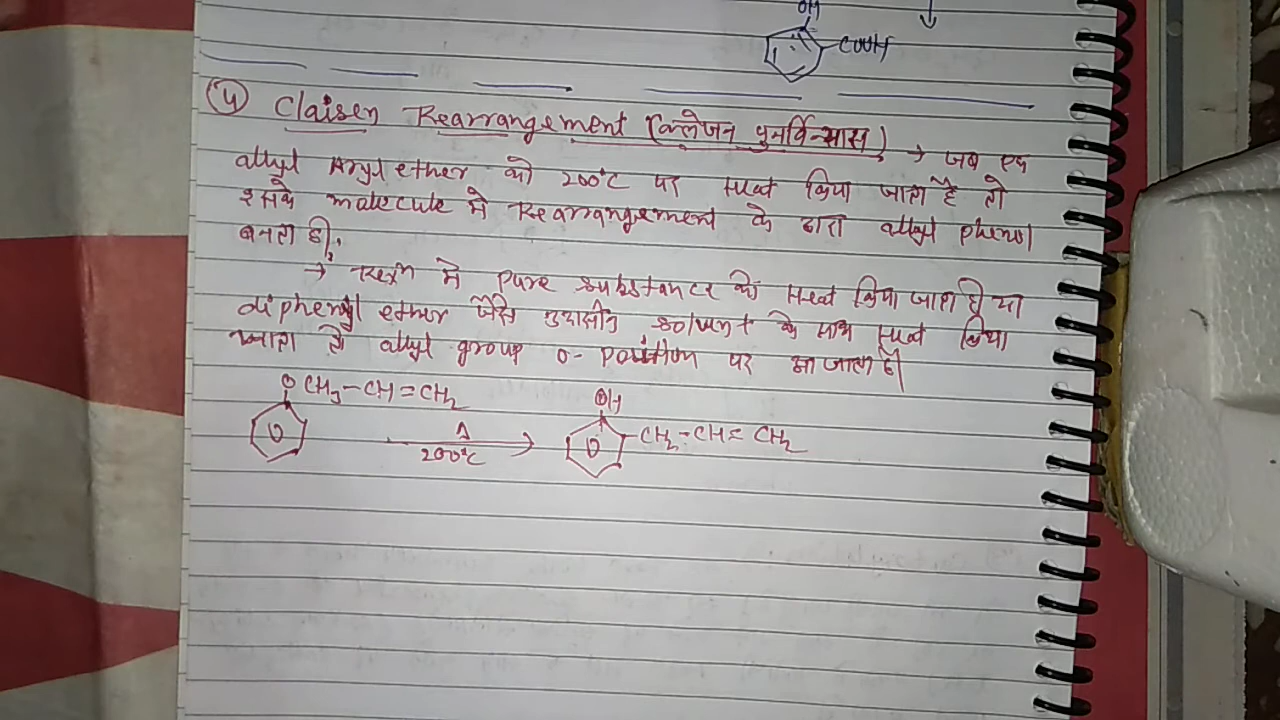 OH
COOH
(4) Claisen Rearrangement (क्लेजन पुनर्विन्यास) → जब एक
allyl Aryl ether को 200°C पर Heat किया जाता है तो
इसके molecule मे Rearrangement के द्वारा allyl phenol
बनता है।
→ Rexn मे pure substance को Heat किया जाता है या
diphenyl ether जैसे उदासीन solvent के साथ Heat किया
जाता तो allyl group o- position पर आ जाता है।
O CH2-CH=CH2
Δ
200°C
OH
CH2-CH=CH2